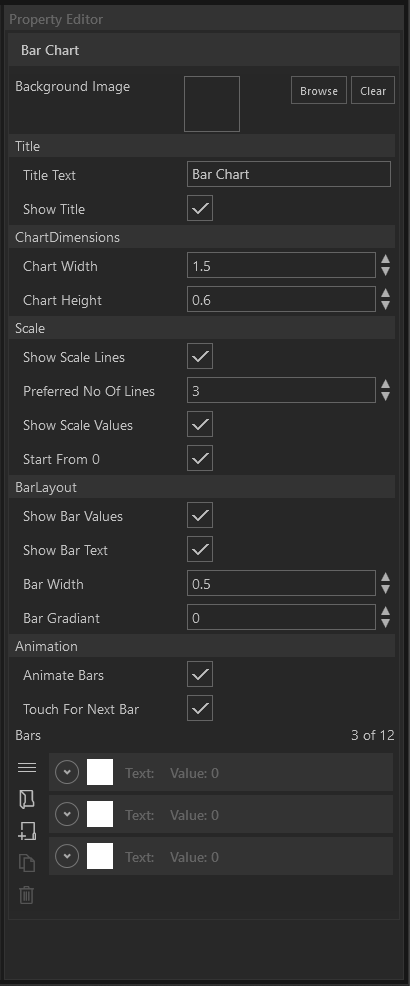 Property Editor
Bar Chart
Background Image Browse Clear
Title
Title Text Bar Chart
Show Title
ChartDimensions
Chart Width 1.5
Chart Height 0.6
Scale
Show Scale Lines
Preferred No Of Lines 3
Show Scale Values
Start From 0
BarLayout
Show Bar Values
Show Bar Text
Bar Width 0.5
Bar Gradiant 0
Animation
Animate Bars
Touch For Next Bar
Bars 3 of 12
Text: Value: 0
Text: Value: 0
Text: Value: 0